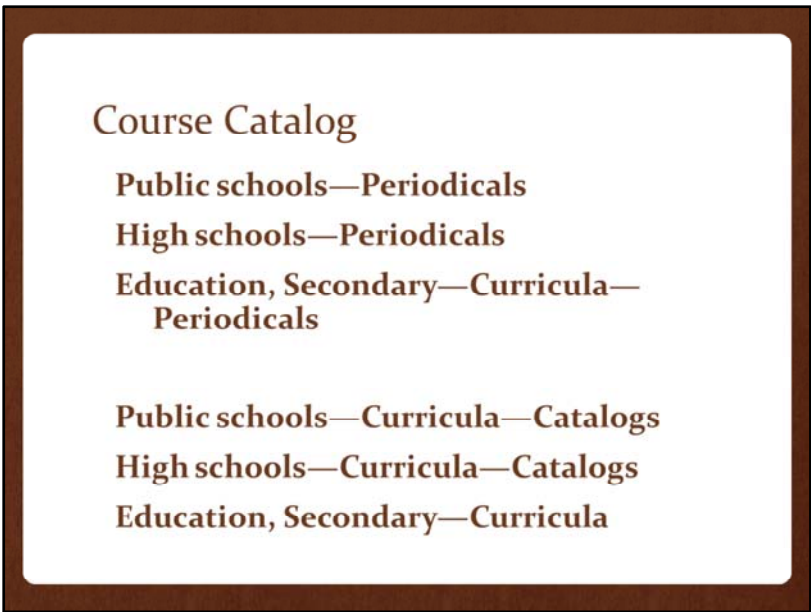 Course Catalog
Public schools—Periodicals
High schools—Periodicals
Education, Secondary—Curricula—
Periodicals
Public schools—Curricula—Catalogs
High schools—Curricula—Catalogs
Education, Secondary—Curricula